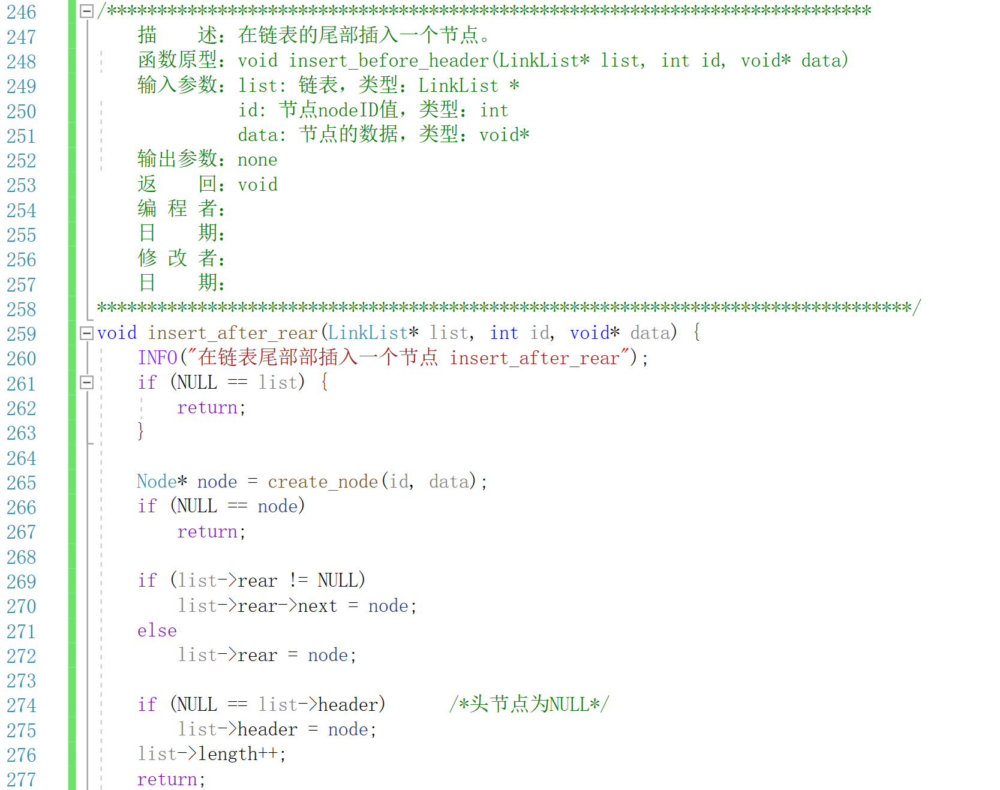 246 /****************************************************************************
247 描    述：在链表的尾部插入一个节点。
248 函数原型：void insert_before_header(LinkList* list, int id, void* data)
249 输入参数：list: 链表，类型：LinkList *
250 id: 节点nodeID值，类型：int
251 data: 节点的数据，类型：void*
252 输出参数：none
253 返    回：void
254 编 程 者：
255 日    期：
256 修 改 者：
257 日    期：
258 *********************************************************************************/
259 void insert_after_rear(LinkList* list, int id, void* data) {
260 INFO("在链表尾部部插入一个节点 insert_after_rear");
261 if (NULL == list) {
262 return;
263 }
264
265 Node* node = create_node(id, data);
266 if (NULL == node)
267 return;
268
269 if (list->rear != NULL)
270 list->rear->next = node;
271 else
272 list->rear = node;
273
274 if (NULL == list->header)      /*头节点为NULL*/
275 list->header = node;
276 list->length++;
277 return;